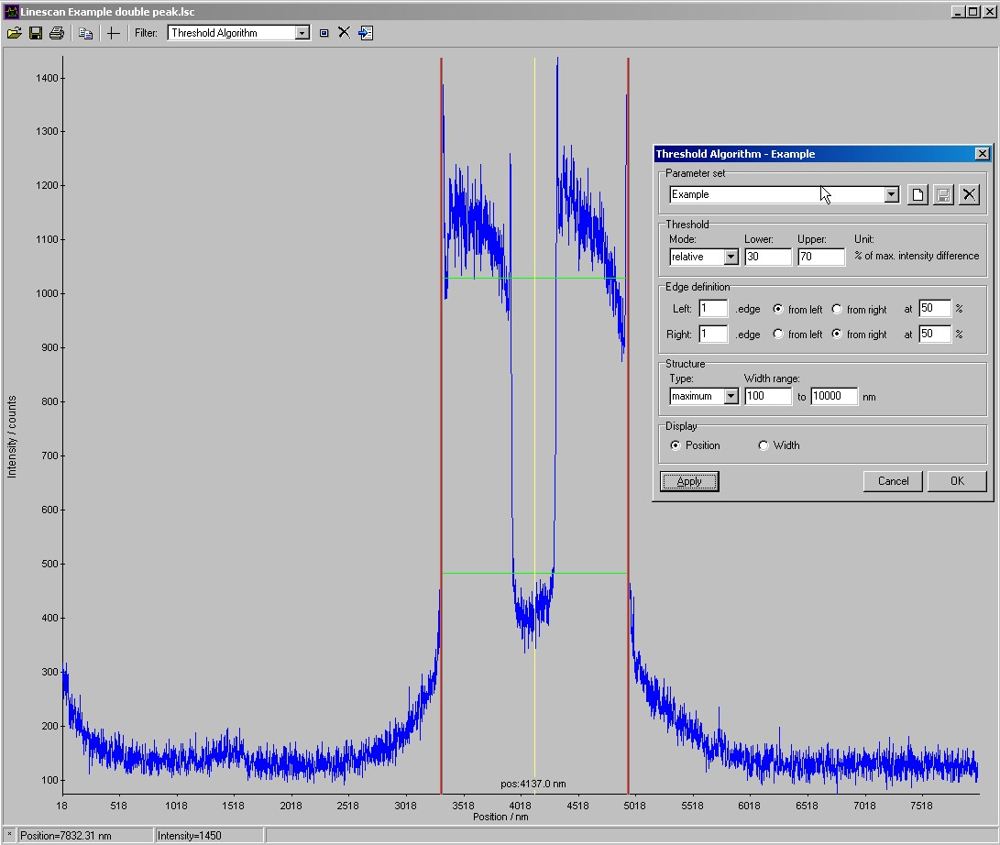 Linescan Example double peak.lsc
Filter: Threshold Algorithm
Intensity / counts
1400
1300
1200
1100
1000
900
800
700
600
500
400
300
200
100
pos:4137.0 nm
18 518 1018 1518 2018 2518 3018 3518 4018 4518 5018 5518 6018 6518 7018 7518
Position / nm
Threshold Algorithm - Example
Parameter set
Example
Threshold
Mode: Lower: Upper: Unit:
relative 30 70 % of max. intensity difference
Edge definition
Left: 1 .edge from left from right at 50 %
Right: 1 .edge from left from right at 50 %
Structure
Type: Width range:
maximum 100 to 10000 nm
Display
Position Width
Apply Cancel OK
* Position=7832.31 nm Intensity=1450